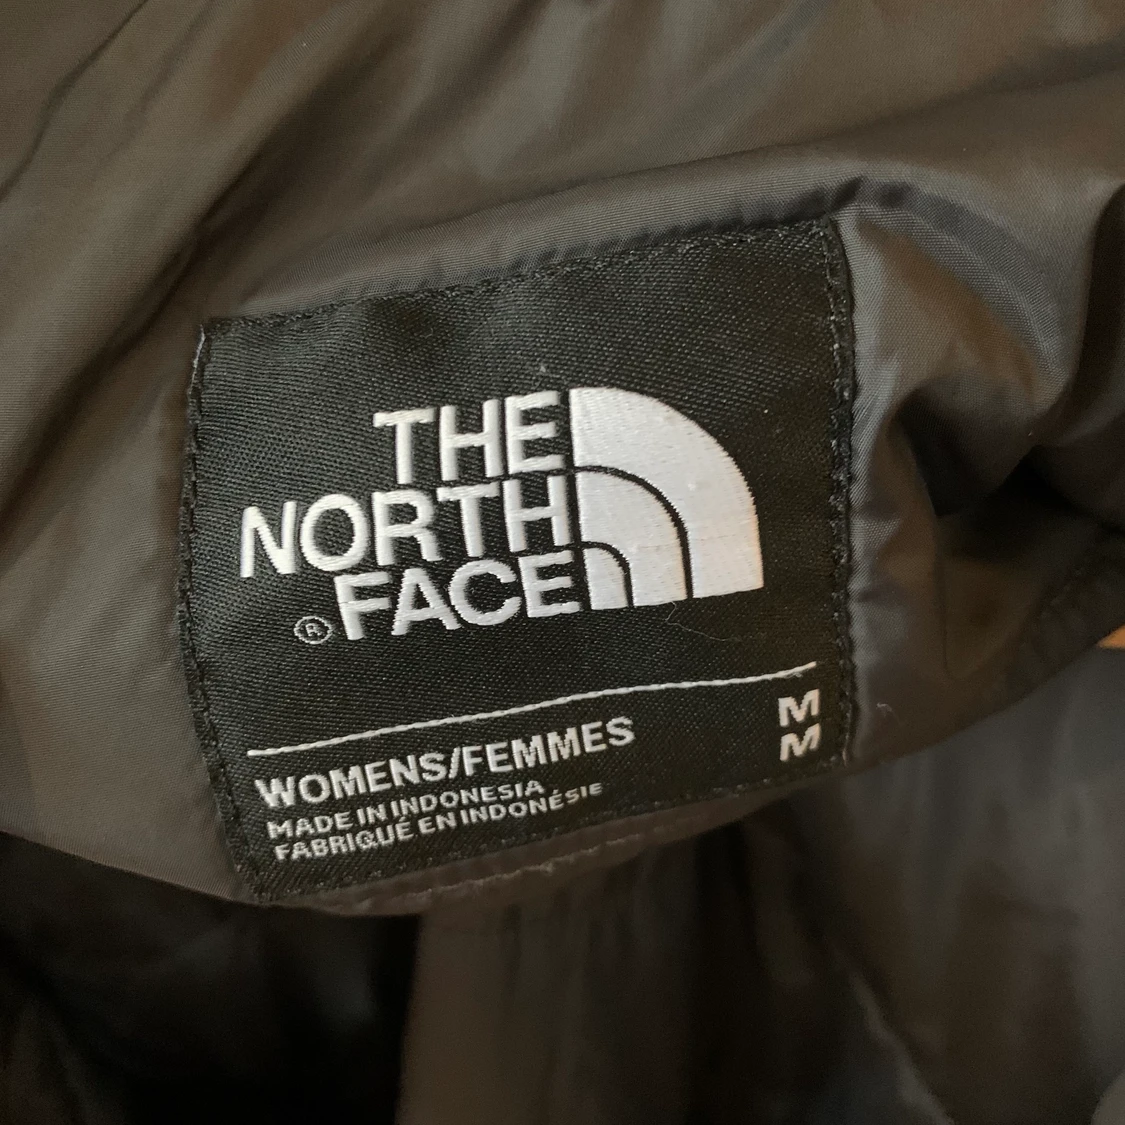 THE
NORTH
FACE
®
WOMENS/FEMMES
MADE IN INDONESIA
FABRIQUÉ EN INDONÉSIE
M
M